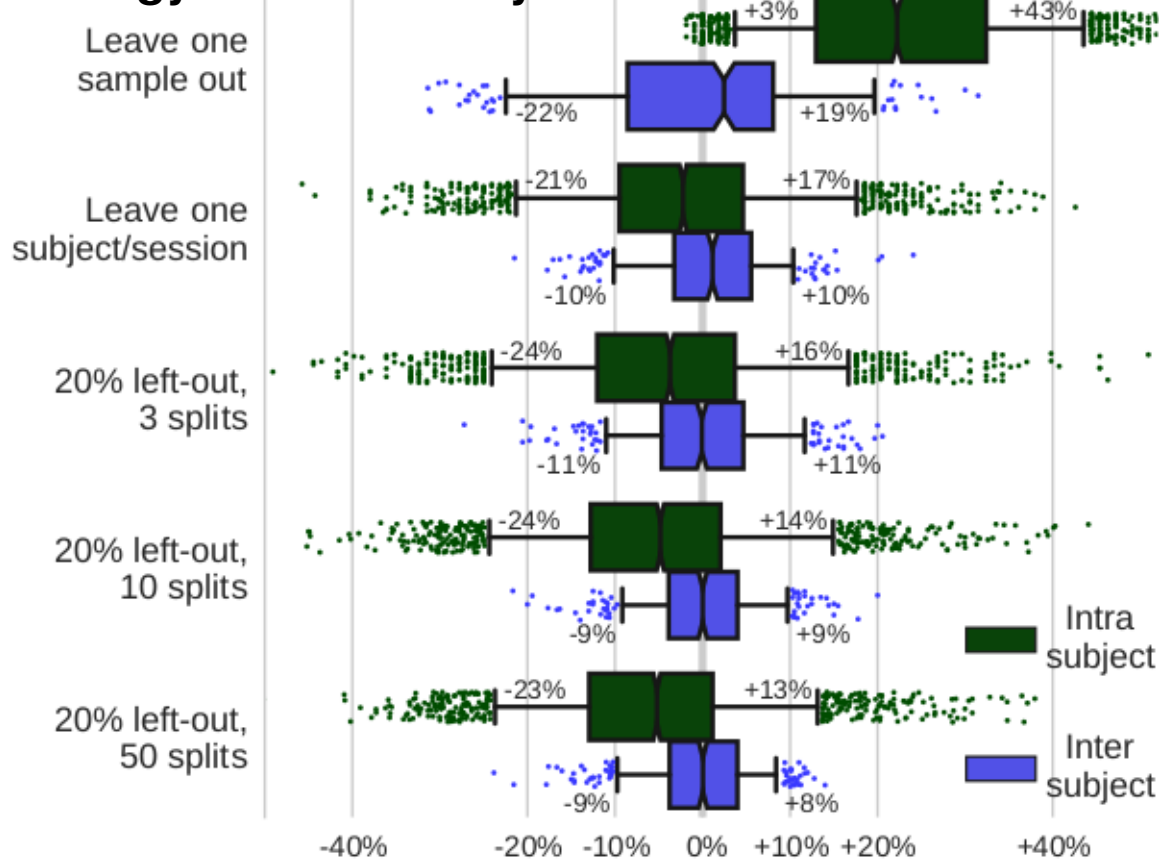 +3% +43%
Leave one
sample out
-22% +19%
-21% +17%
Leave one
subject/session
-10% +10%
-24% +16%
20% left-out,
3 splits
-11% +11%
-24% +14%
20% left-out,
10 splits
-9% +9%
Intra
subject
-23% +13%
20% left-out,
50 splits
Inter
subject
-9% +8%
-40% -20% -10% 0% +10% +20% +40%